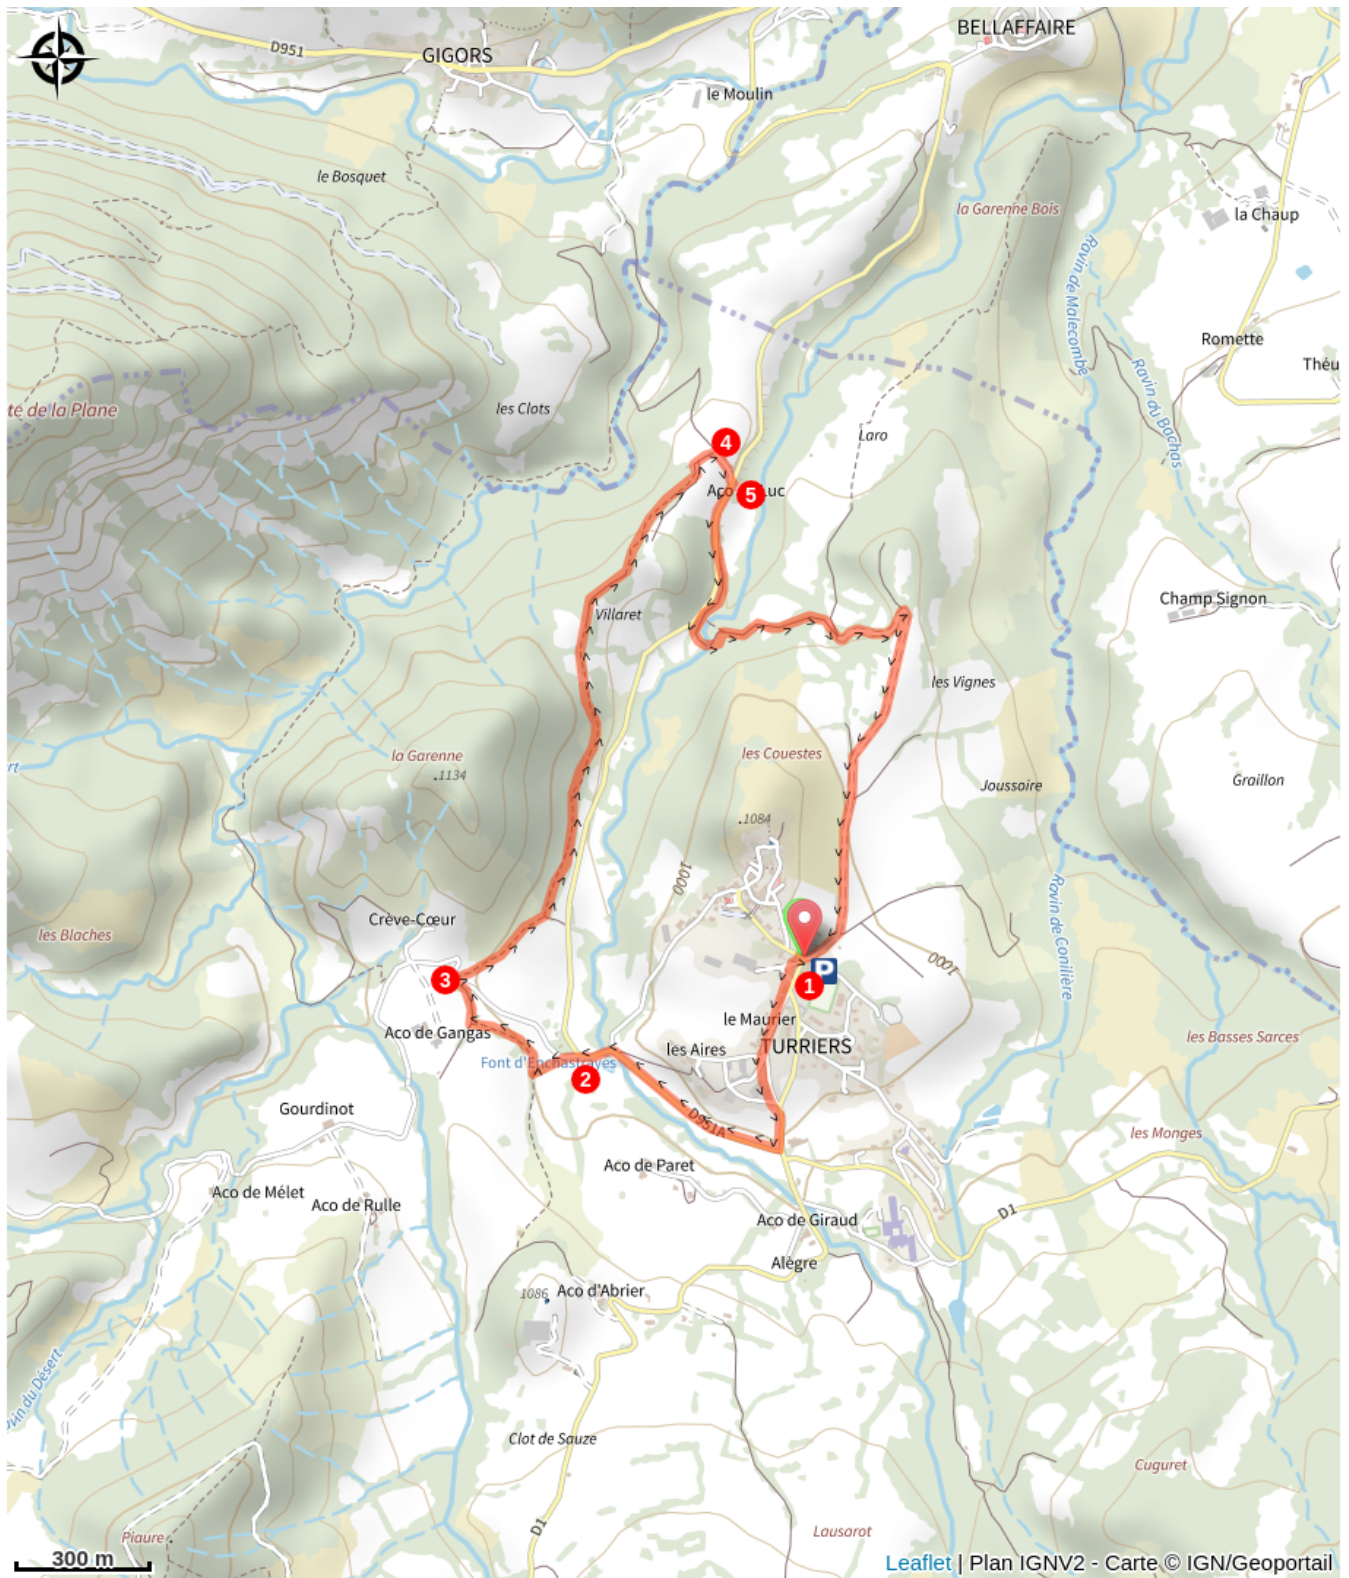 BELLAFFAIRE
D951
GIGORS
le Moulin
le Bosquet
la Garenne Bois
la Chaup
Ravin de Malecombe
Romette
Ravin du Bachas
te de la Plane
les Clots
Laro
4
5
Champ Signon
Villaret
les Vignes
la Garenne
.1134
les Couestes
Joussaire
Graillon
.1084
1000
Crève-Cœur
les Blaches
1000
Ravin de Conilière
3
P
1
le Maurier
Aco de Gangas
TURRIERS
les Aires
les Basses Sarces
Font d'Enchastrayes
2
Gourdinot
D951A
les Monges
Aco de Paret
Aco de Mélet
Aco de Rulle
Aco de Giraud
D1
Alègre
1086
Aco d'Abrier
Clot de Sauze
Cuguret
D1
Piaure
Lausarot
300 m
Leaflet | Plan IGNV2 - Carte © IGN/Geoportail